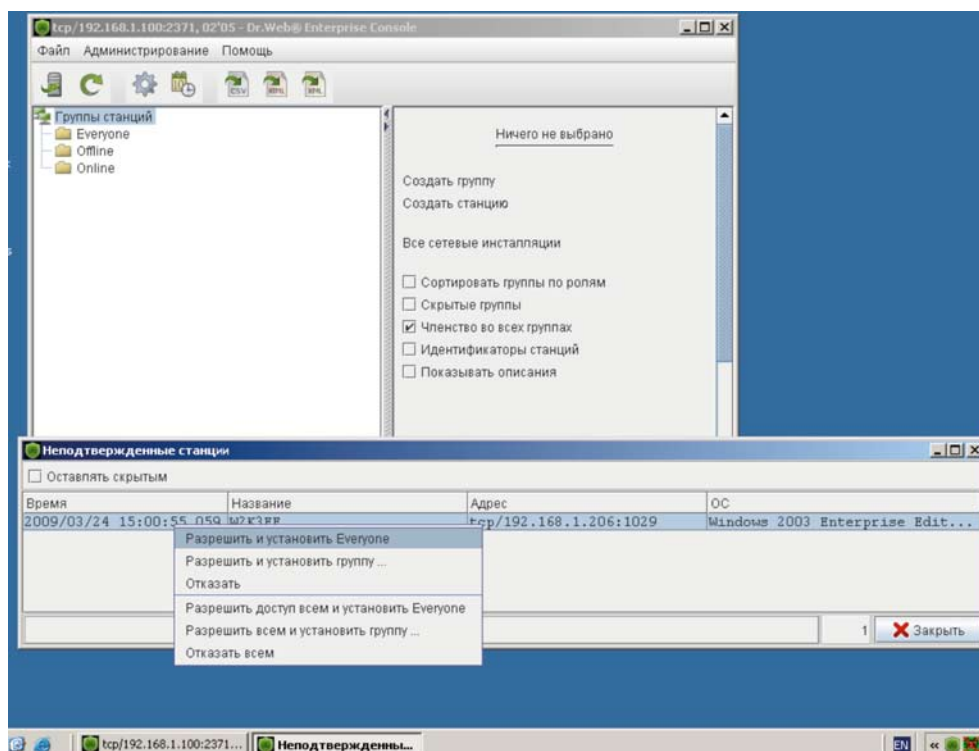 tcp/192.168.1.100:2371, 02'05 - Dr.Web® Enterprise Console
Файл Администрирование Помощь
CSV HTML XML
Группы станций
Everyone
Offline
Online
Ничего не выбрано
Создать группу
Создать станцию
Все сетевые инсталляции
Сортировать группы по ролям
Скрытые группы
Членство во всех группах
Идентификаторы станций
Показывать описания
Неподтвержденные станции
Оставлять скрытым
Время Название Адрес ОС
2009/03/24 15:00:55 059 W2K3EE tcp/192.168.1.206:1029 Windows 2003 Enterprise Edit...
Разрешить и установить Everyone
Разрешить и установить группу ...
Отказать
Разрешить доступ всем и установить Everyone
Разрешить всем и установить группу ...
Отказать всем
1 Закрыть
tcp/192.168.1.100:2371... Неподтвержденны... EN «